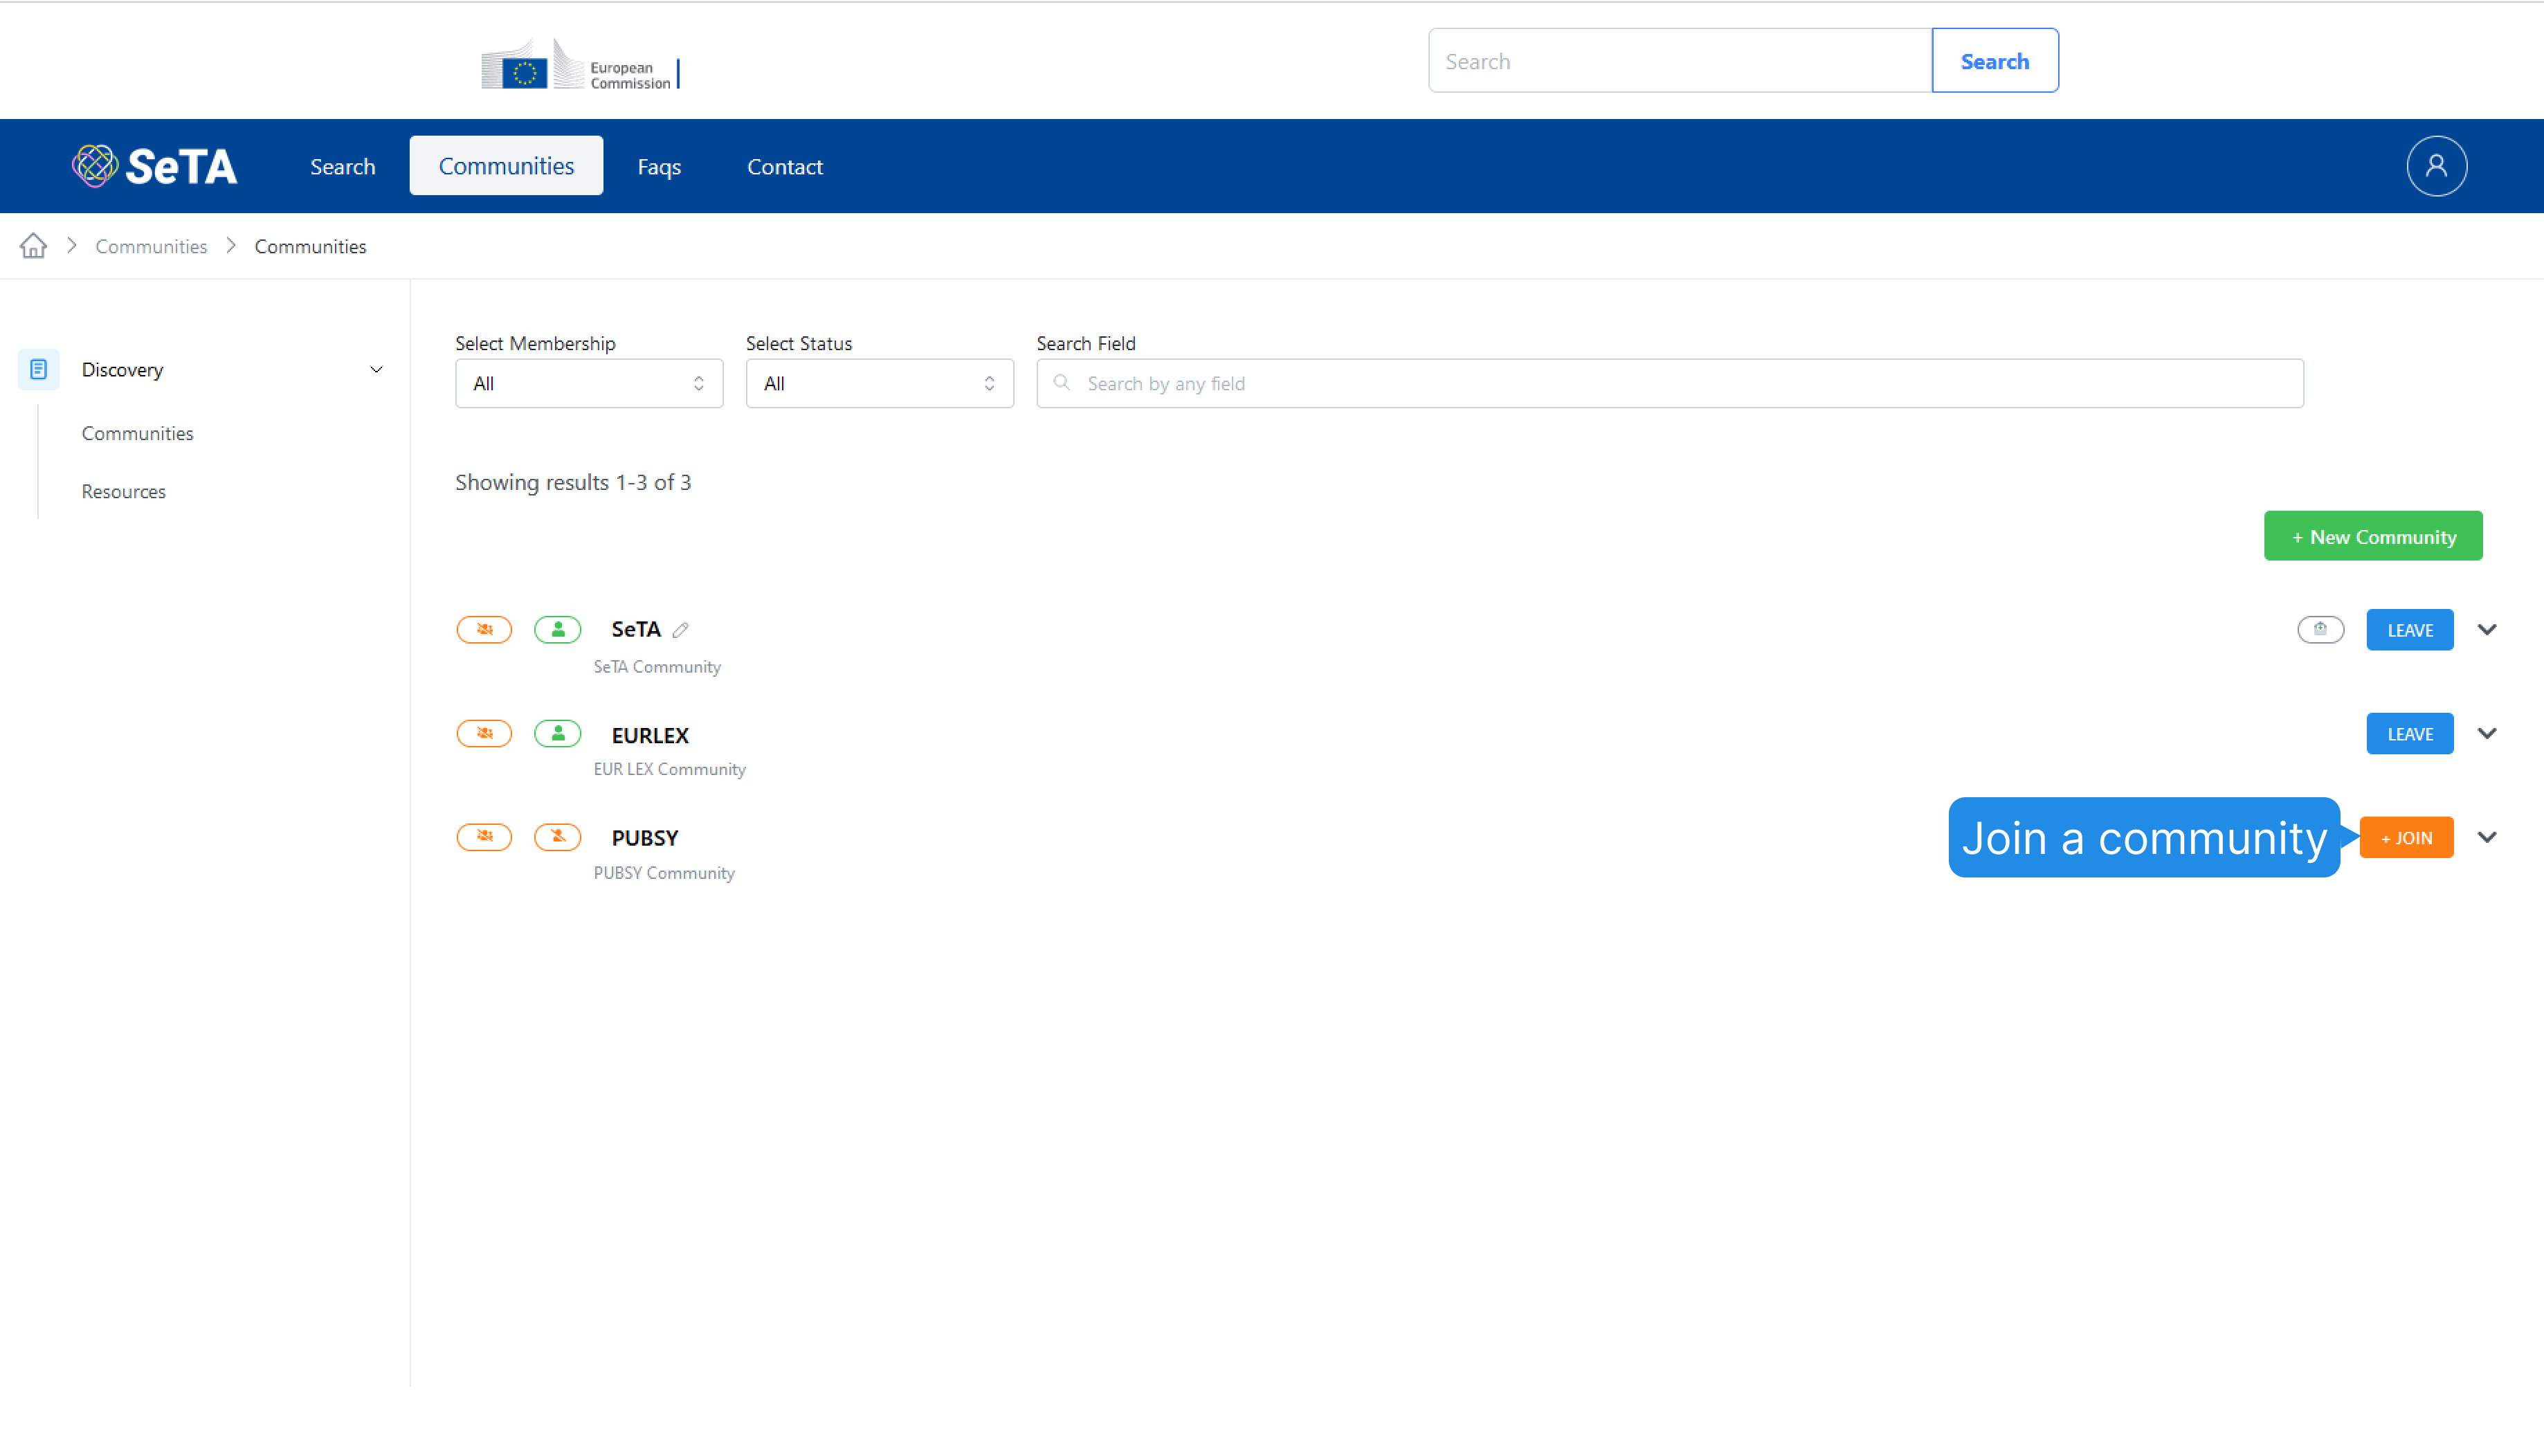 European
Commission
Search
Search
SeTA
Search
Communities
Faqs
Contact
Communities
Communities
Discovery
Communities
Resources
Select Membership
Select Status
Search Field
All
All
Search by any field
Showing results 1-3 of 3
+ New Community
SeTA
LEAVE
SeTA Community
EURLEX
LEAVE
EUR LEX Community
PUBSY
Join a community
+ JOIN
PUBSY Community